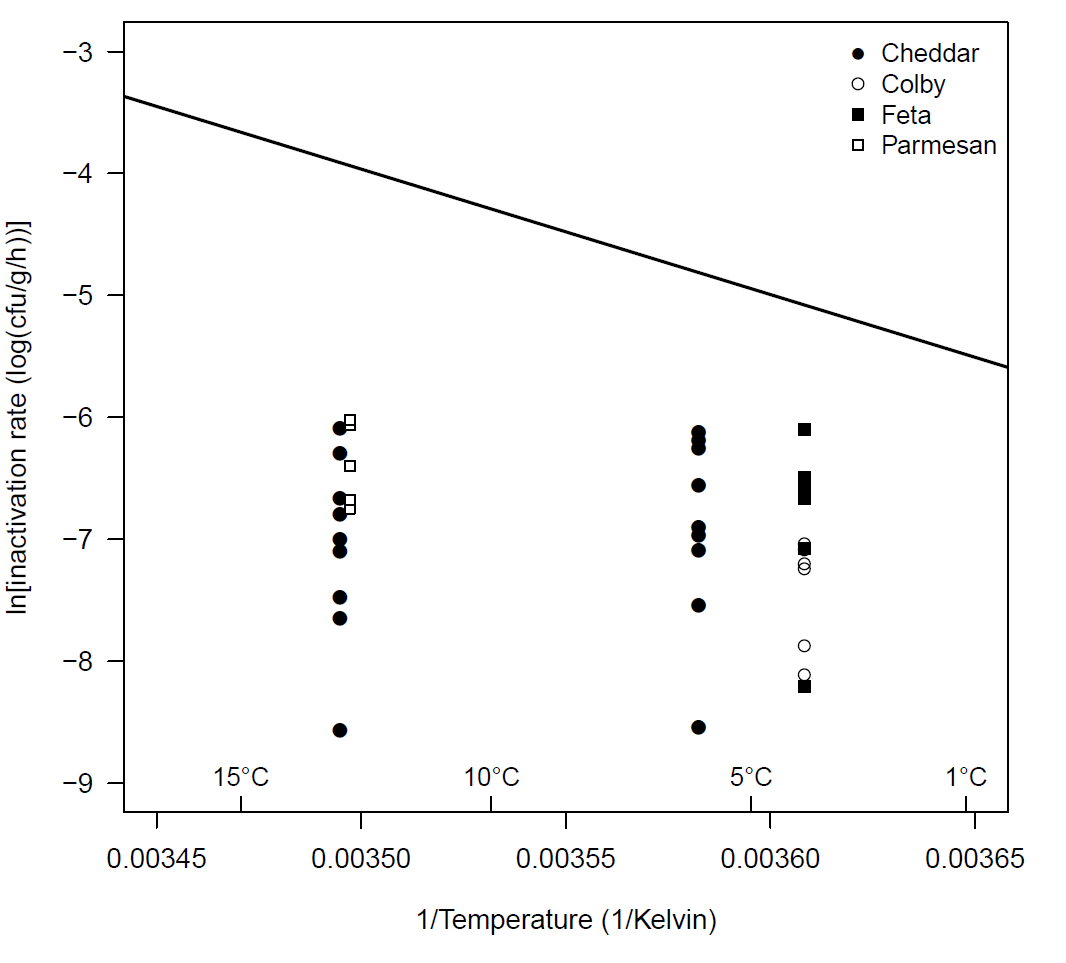 −3
−4
−5
−6
−7
−8
−9
ln[inactivation rate (log(cfu/g/h))]
Cheddar
Colby
Feta
Parmesan
15°C 10°C 5°C 1°C
0.00345 0.00350 0.00355 0.00360 0.00365
1/Temperature (1/Kelvin)